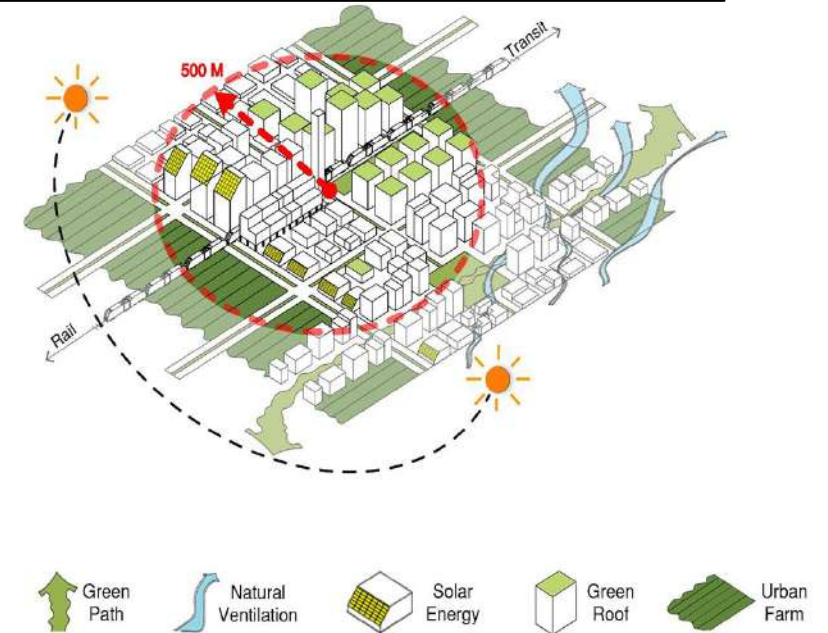 Transit
500 M
Rail
Green
Path
Natural
Ventilation
Solar
Energy
Green
Roof
Urban
Farm